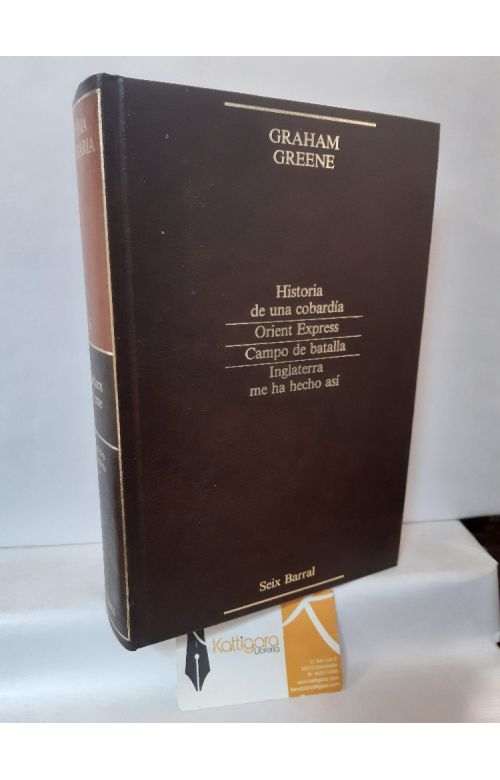 GRAHAM
GREENE
Historia
de una cobardía
Orient Express
Campo de batalla
Inglaterra
me ha hecho así
Seix Barral
Kattigara
Librería